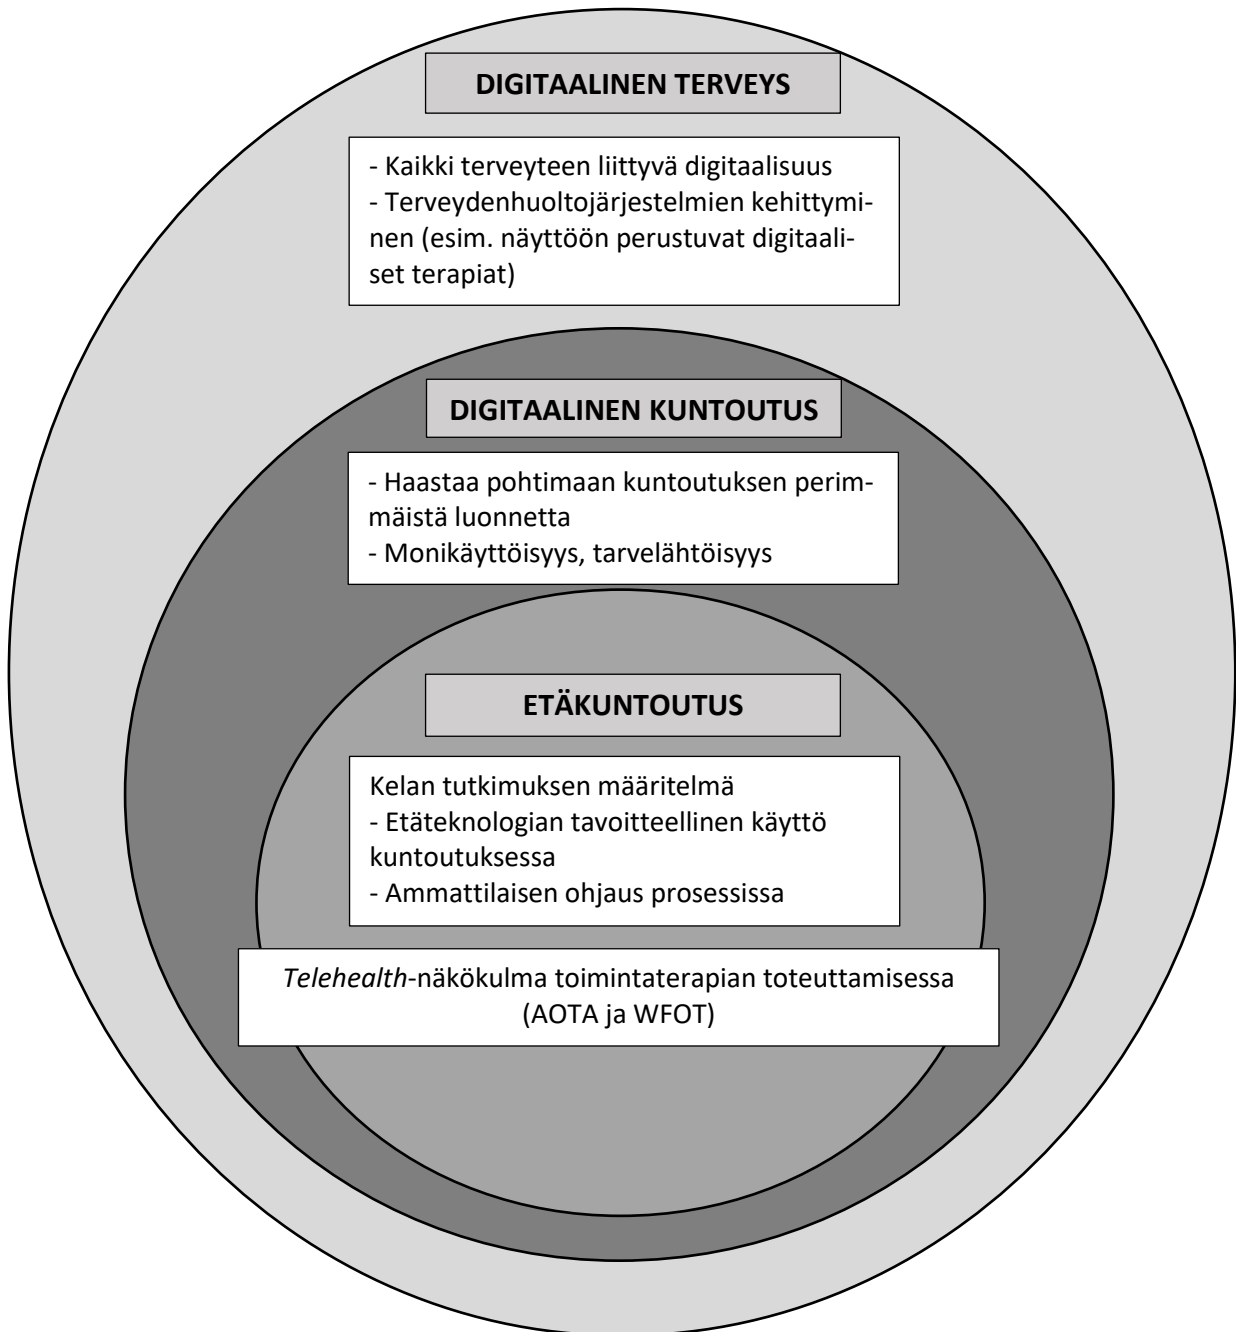 DIGITAALINEN TERVEYS
- Kaikki terveyteen liittyvä digitaalisuus
- Terveydenhuoltojärjestelmien kehittymi-
nen (esim. näyttöön perustuvat digitaali-
set terapiat)
DIGITAALINEN KUNTOUTUS
- Haastaa pohtimaan kuntoutuksen perim-
mäistä luonnetta
- Monikäyttöisyys, tarvelähtöisyys
ETÄKUNTOUTUS
Kelan tutkimuksen määritelmä
- Etäteknologian tavoitteellinen käyttö
kuntoutuksessa
- Ammattilaisen ohjaus prosessissa
Telehealth-näkökulma toimintaterapian toteuttamisessa
(AOTA ja WFOT)